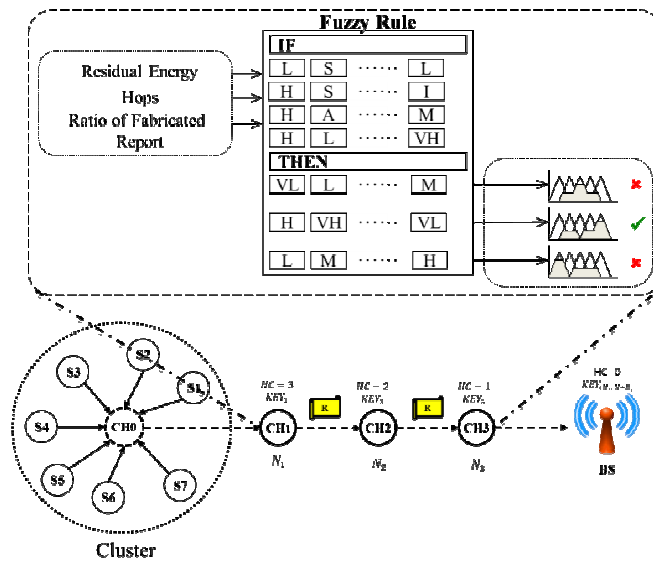 Fuzzy Rule
IF
Residual Energy
Hops
Ratio of Fabricated
Report
L S ...... L
H S ...... I
H A ...... M
H L ...... VH
THEN
VL L ...... M
H VH ...... VL
L M ...... H
S2
S3
S1
S4
CH0
S5
S6
S7
Cluster
HC=3
KEY₁
R
CH1
N₁
HC-2
CH2
N₂
R
HC-1
CH3
N₃
HC 0
BS